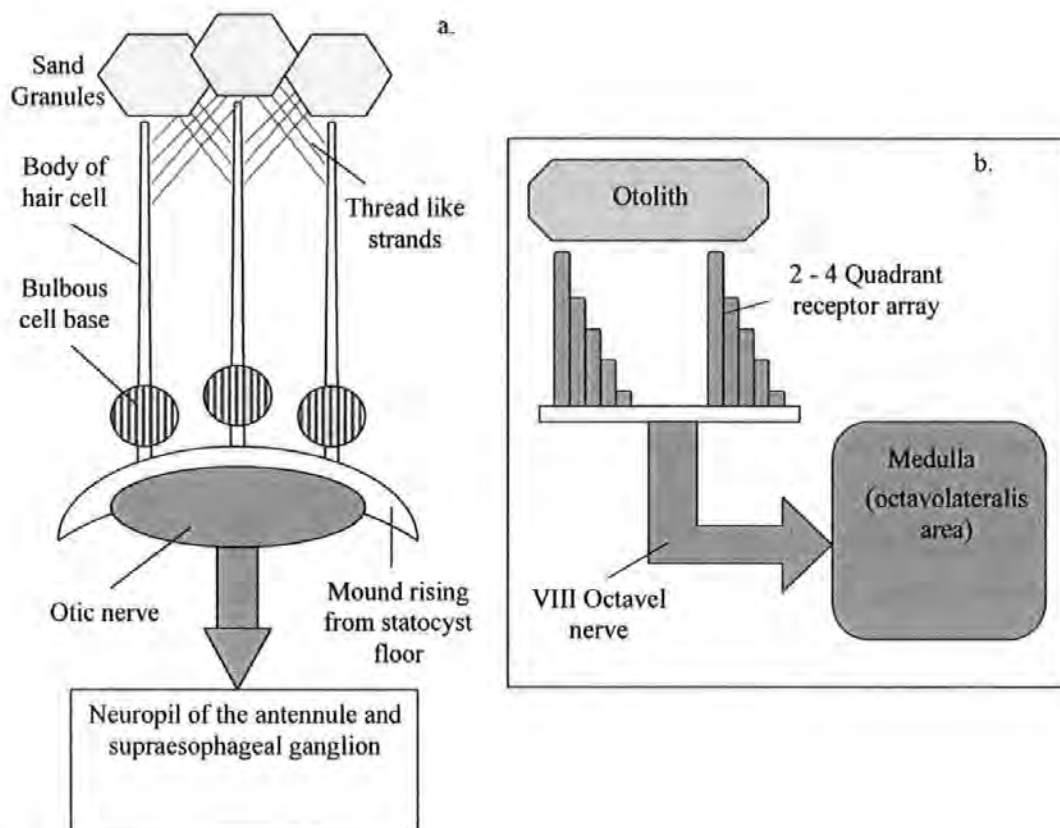 a.
Sand
Granules
Body of
hair cell
Thread like
strands
Bulbous
cell base
Otic nerve
Mound rising
from statocyst
floor
Neuropil of the antennule and
supraesophageal ganglion
b.
Otolith
2 - 4 Quadrant
receptor array
Medulla
(octavolateralis
area)
VIII Octavel
nerve